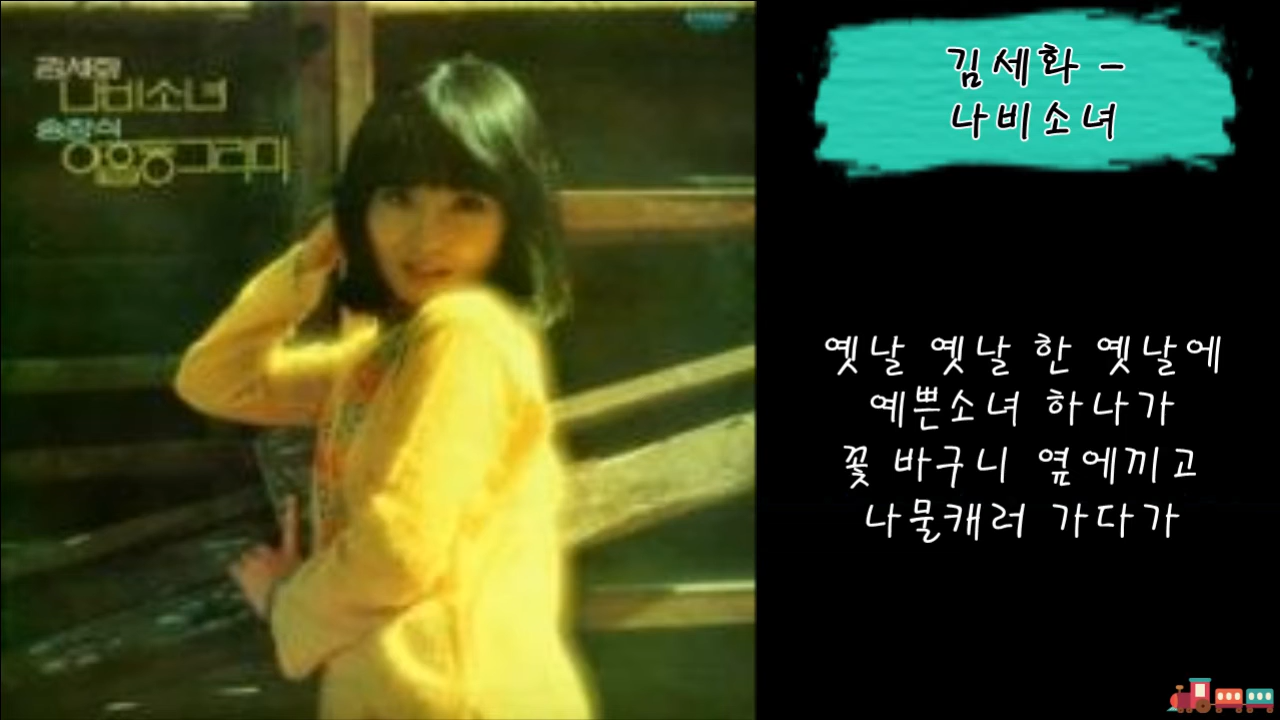 김세화
나비소녀
송창식
김세화 –
나비소녀
옛날 옛날 한 옛날에
예쁜소녀 하나가
꽃 바구니 옆에끼고
나물캐러 가다가